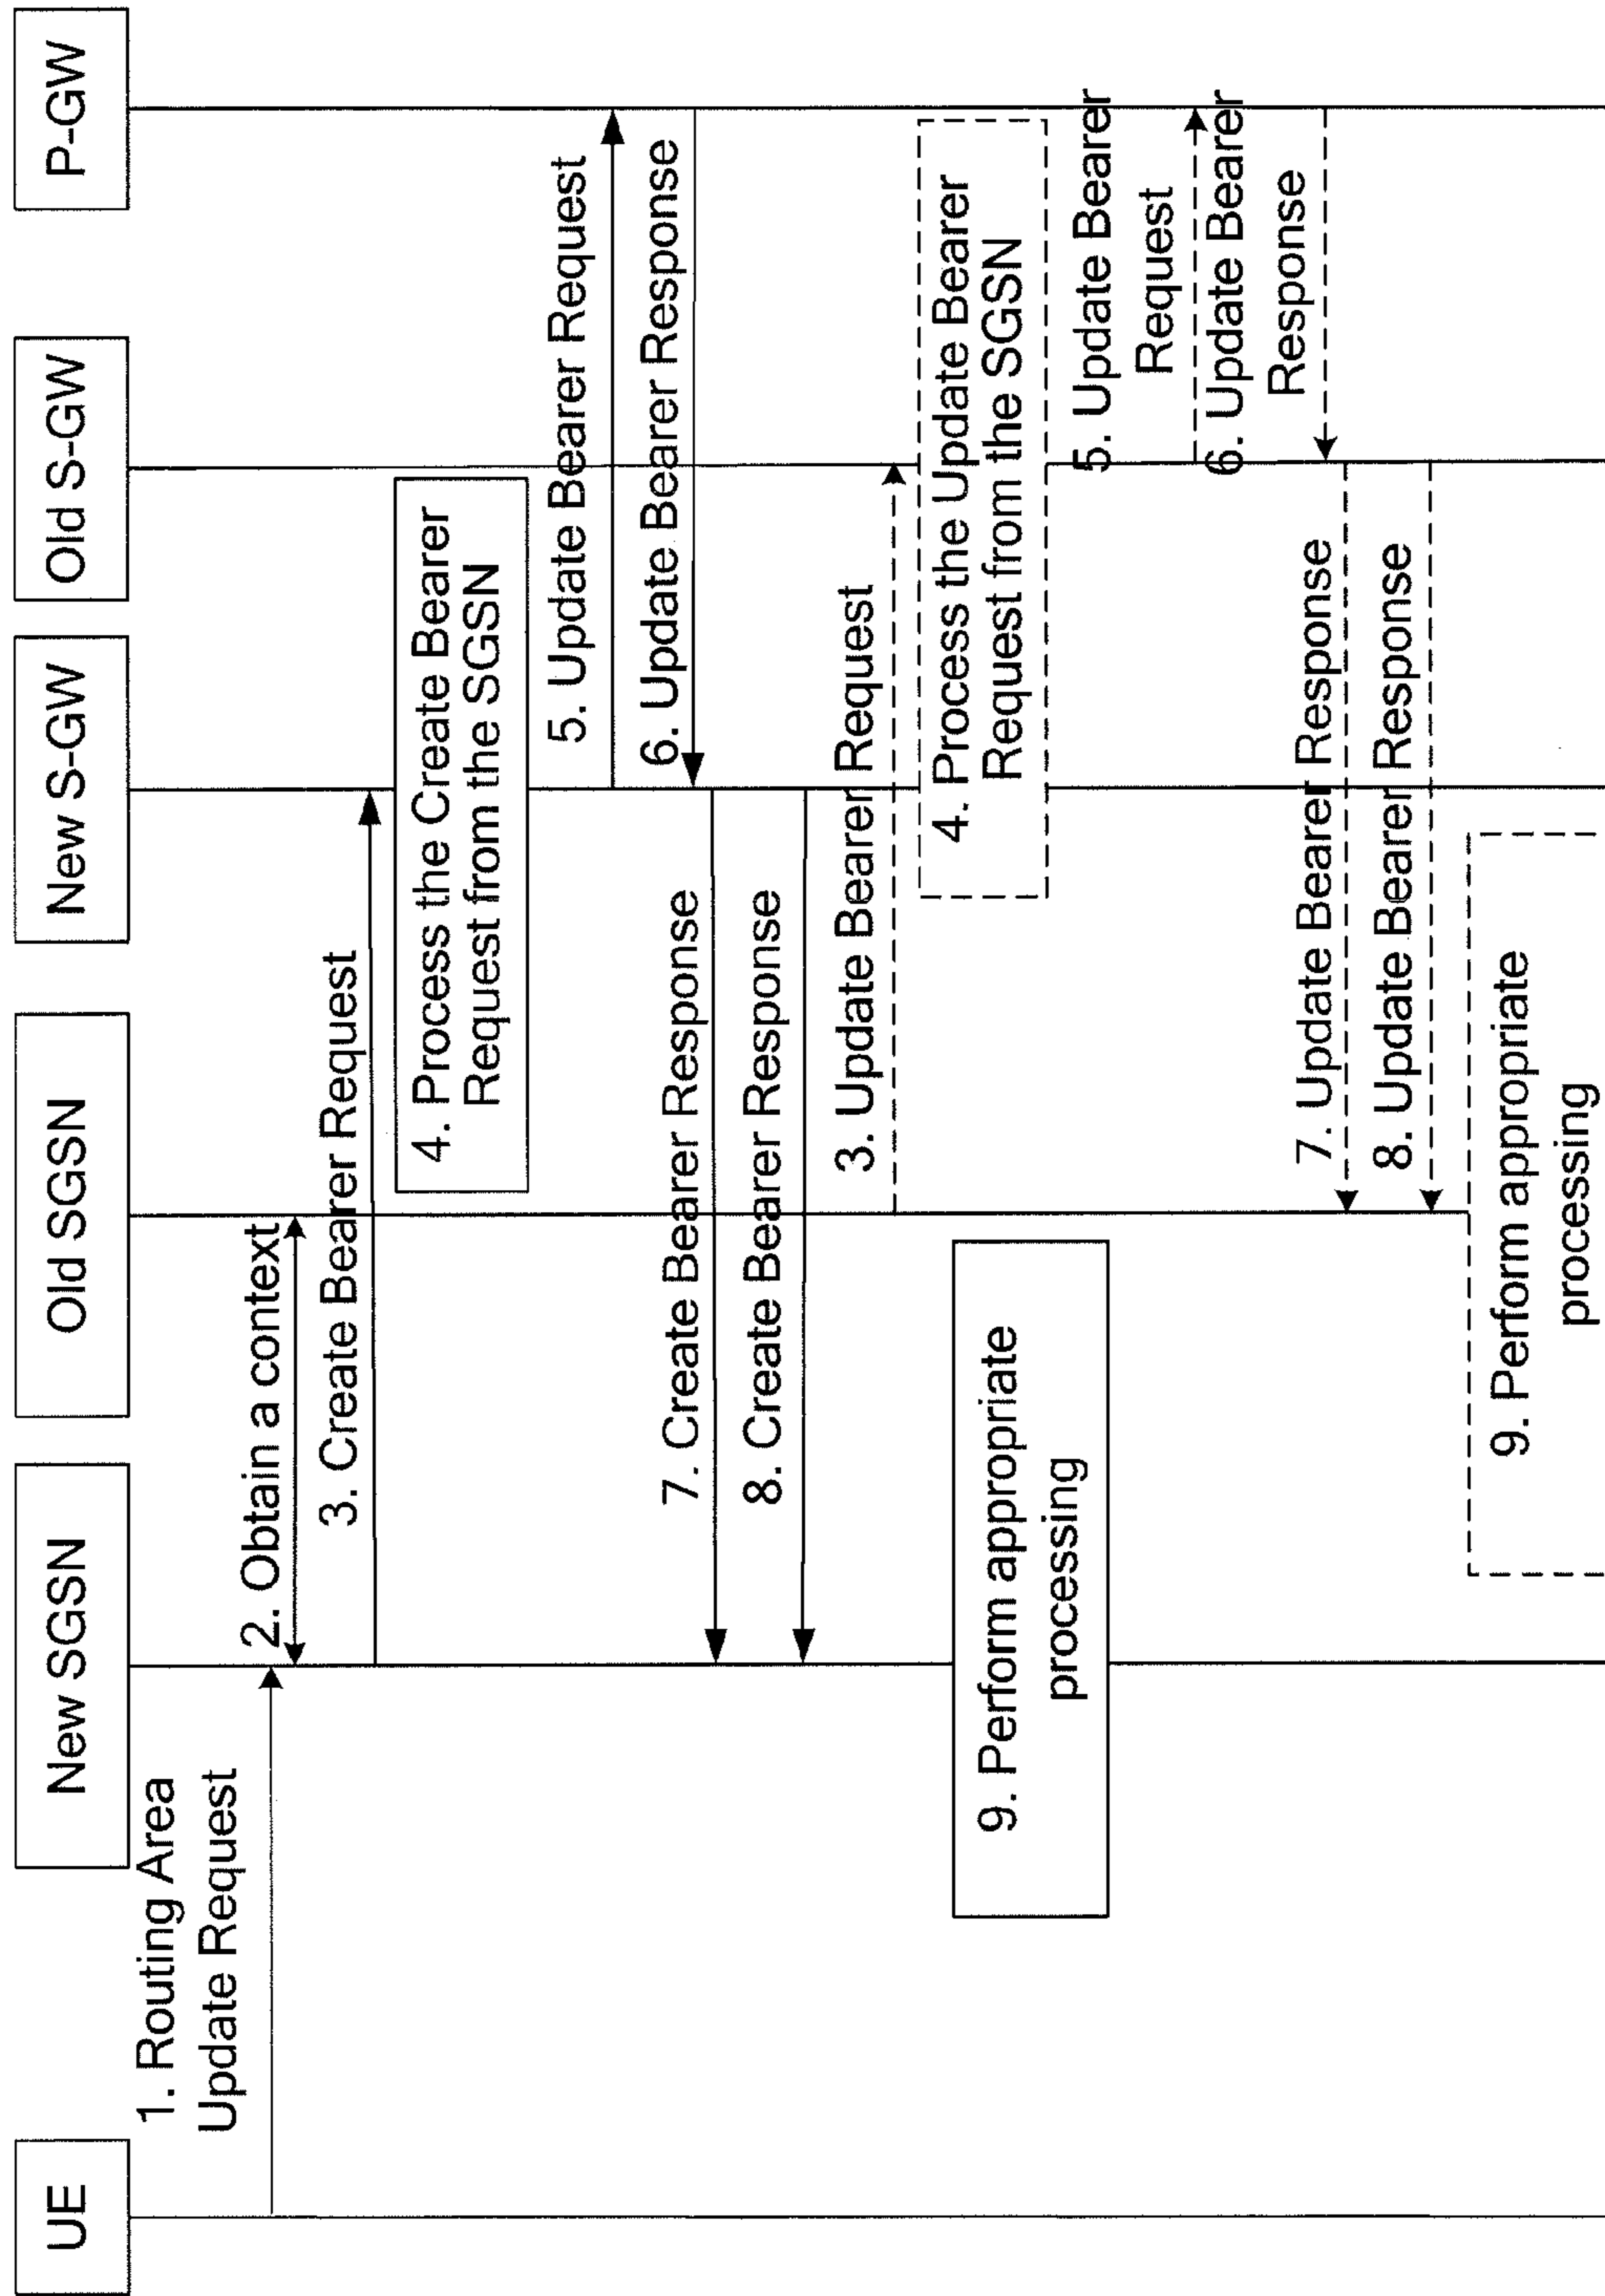 UE
New SGSN
Old SGSN
New S-GW
Old S-GW
P-GW
1. Routing Area
Update Request
2. Obtain a context
3. Create Bearer Request
4. Process the Create Bearer
Request from the SGSN
5. Update Bearer Request
6. Update Bearer Response
7. Create Bearer Response
8. Create Bearer Response
3. Update Bearer Request
9. Perform appropriate
processing
4. Process the Update Bearer
Request from the SGSN
5. Update Bearer
Request
6. Update Bearer
Response
7. Update Bearer Response
8. Update Bearer Response
9. Perform appropriate
processing